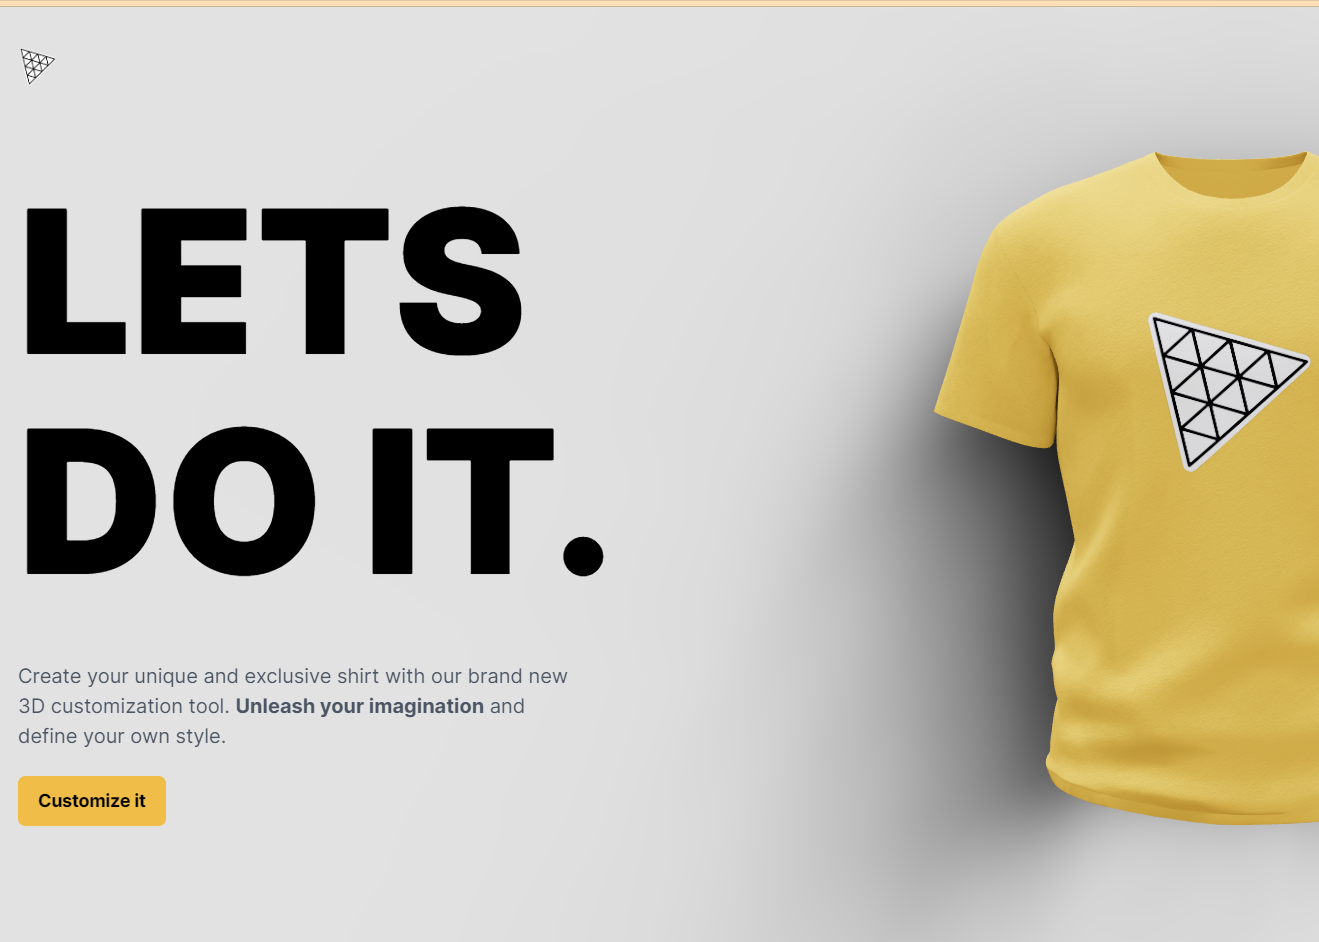 LETS
DO IT.
Create your unique and exclusive shirt with our brand new
3D customization tool. Unleash your imagination and
define your own style.
Customize it